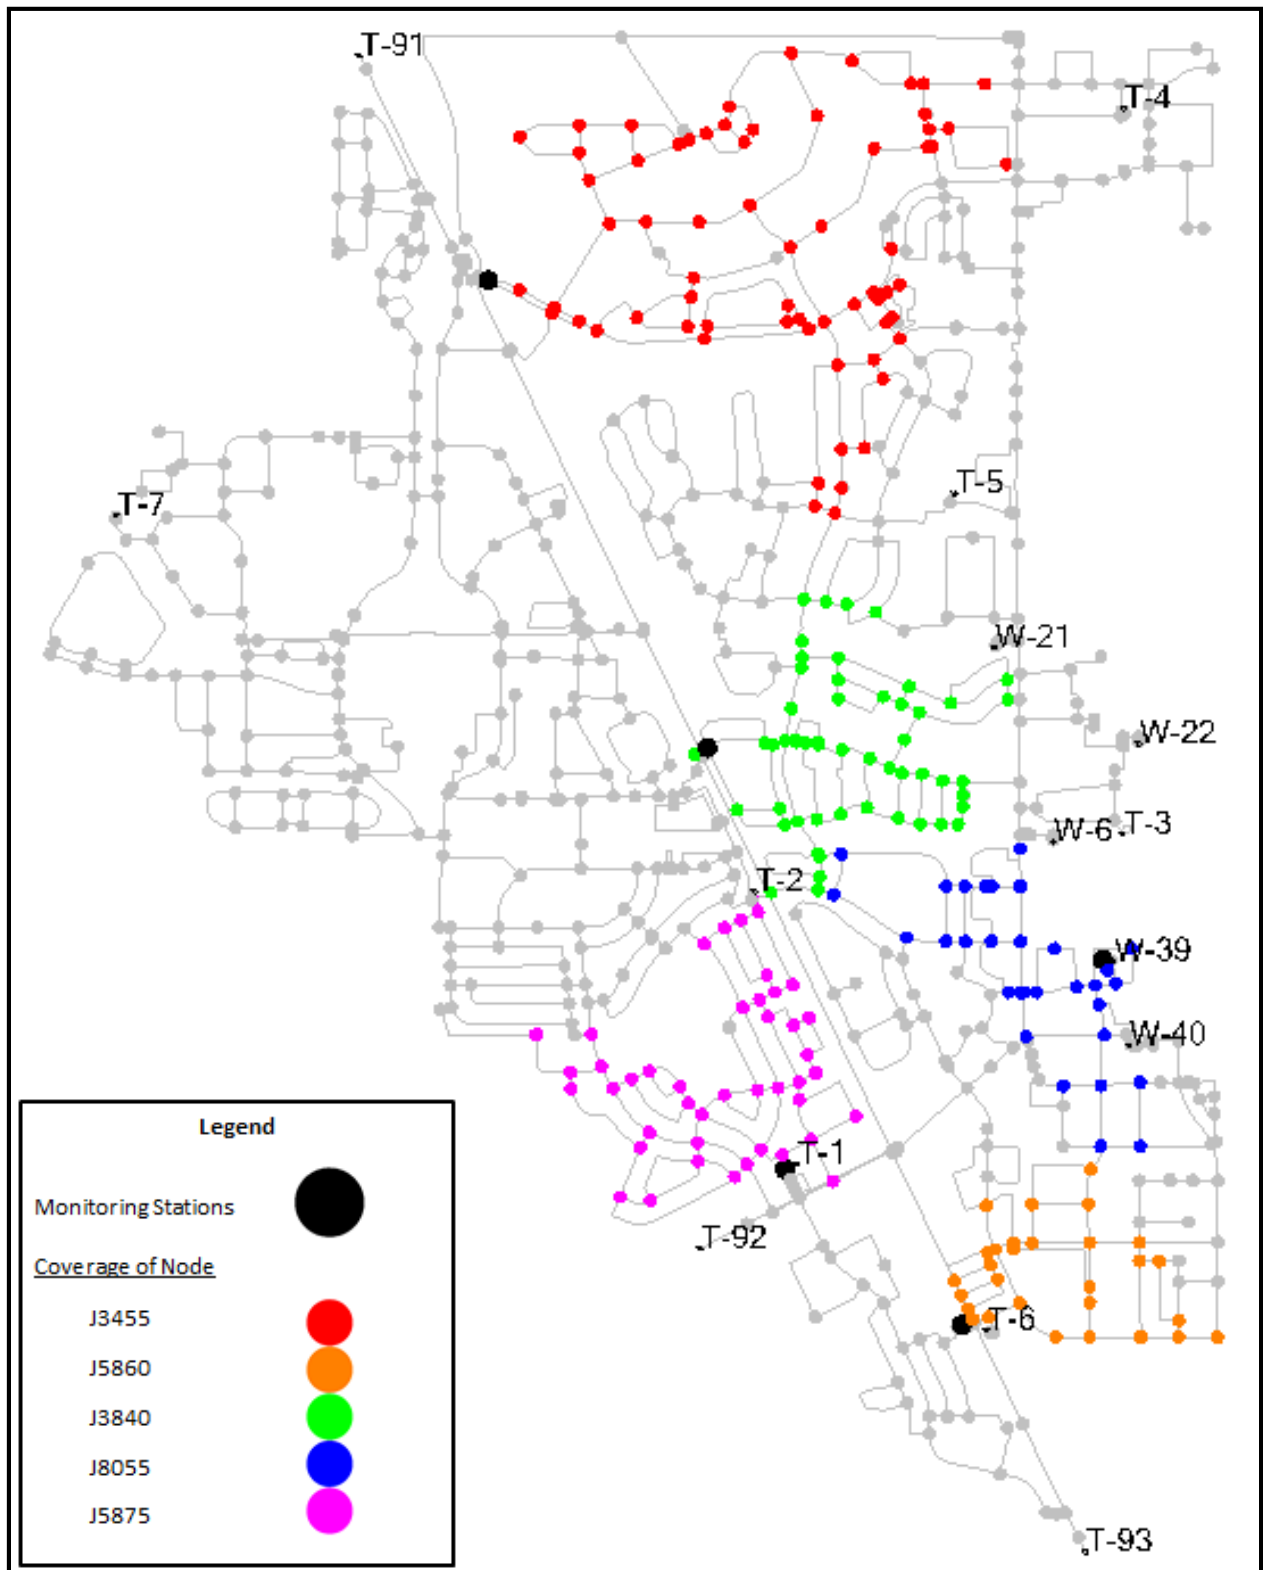 T-91
T-4
T-5
T-7
W-21
W-22
T-3
W-6
T-2
W-39
W-40
T-1
T-92
T-6
T-93
Legend
Monitoring Stations
Coverage of Node
J3455
J5860
J3840
J8055
J5875